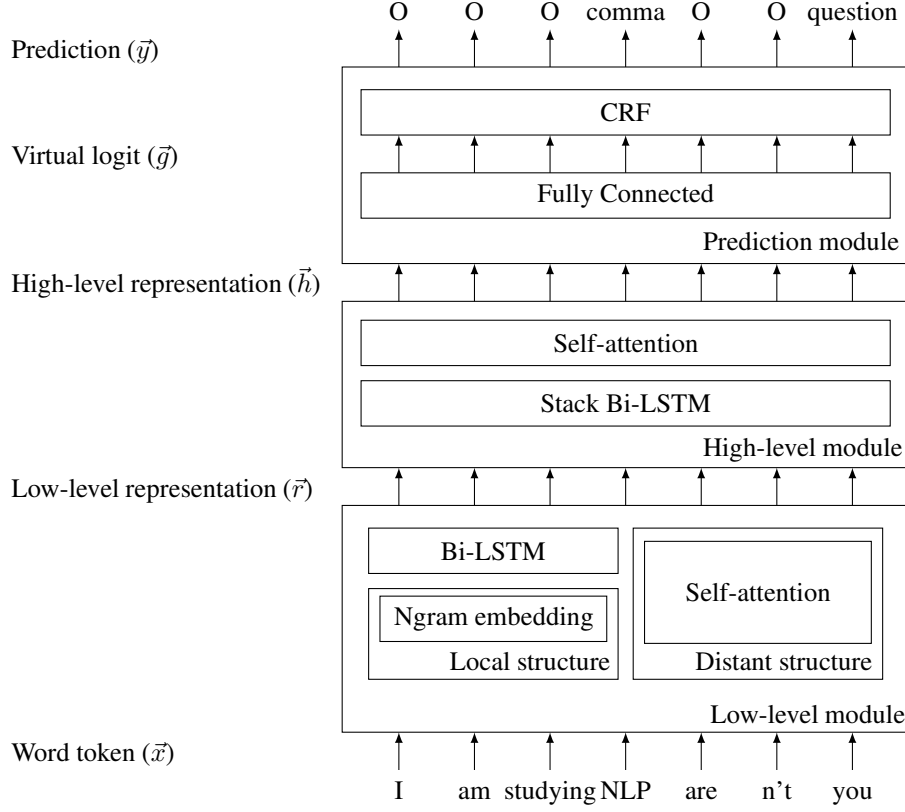 O O O comma O O question
Prediction (y⃗)
CRF
Virtual logit (g⃗)
Fully Connected
Prediction module
High-level representation (h⃗)
Self-attention
Stack Bi-LSTM
High-level module
Low-level representation (r⃗)
Bi-LSTM
Self-attention
Ngram embedding
Local structure
Distant structure
Low-level module
Word token (x⃗)
I am studying NLP are n't you